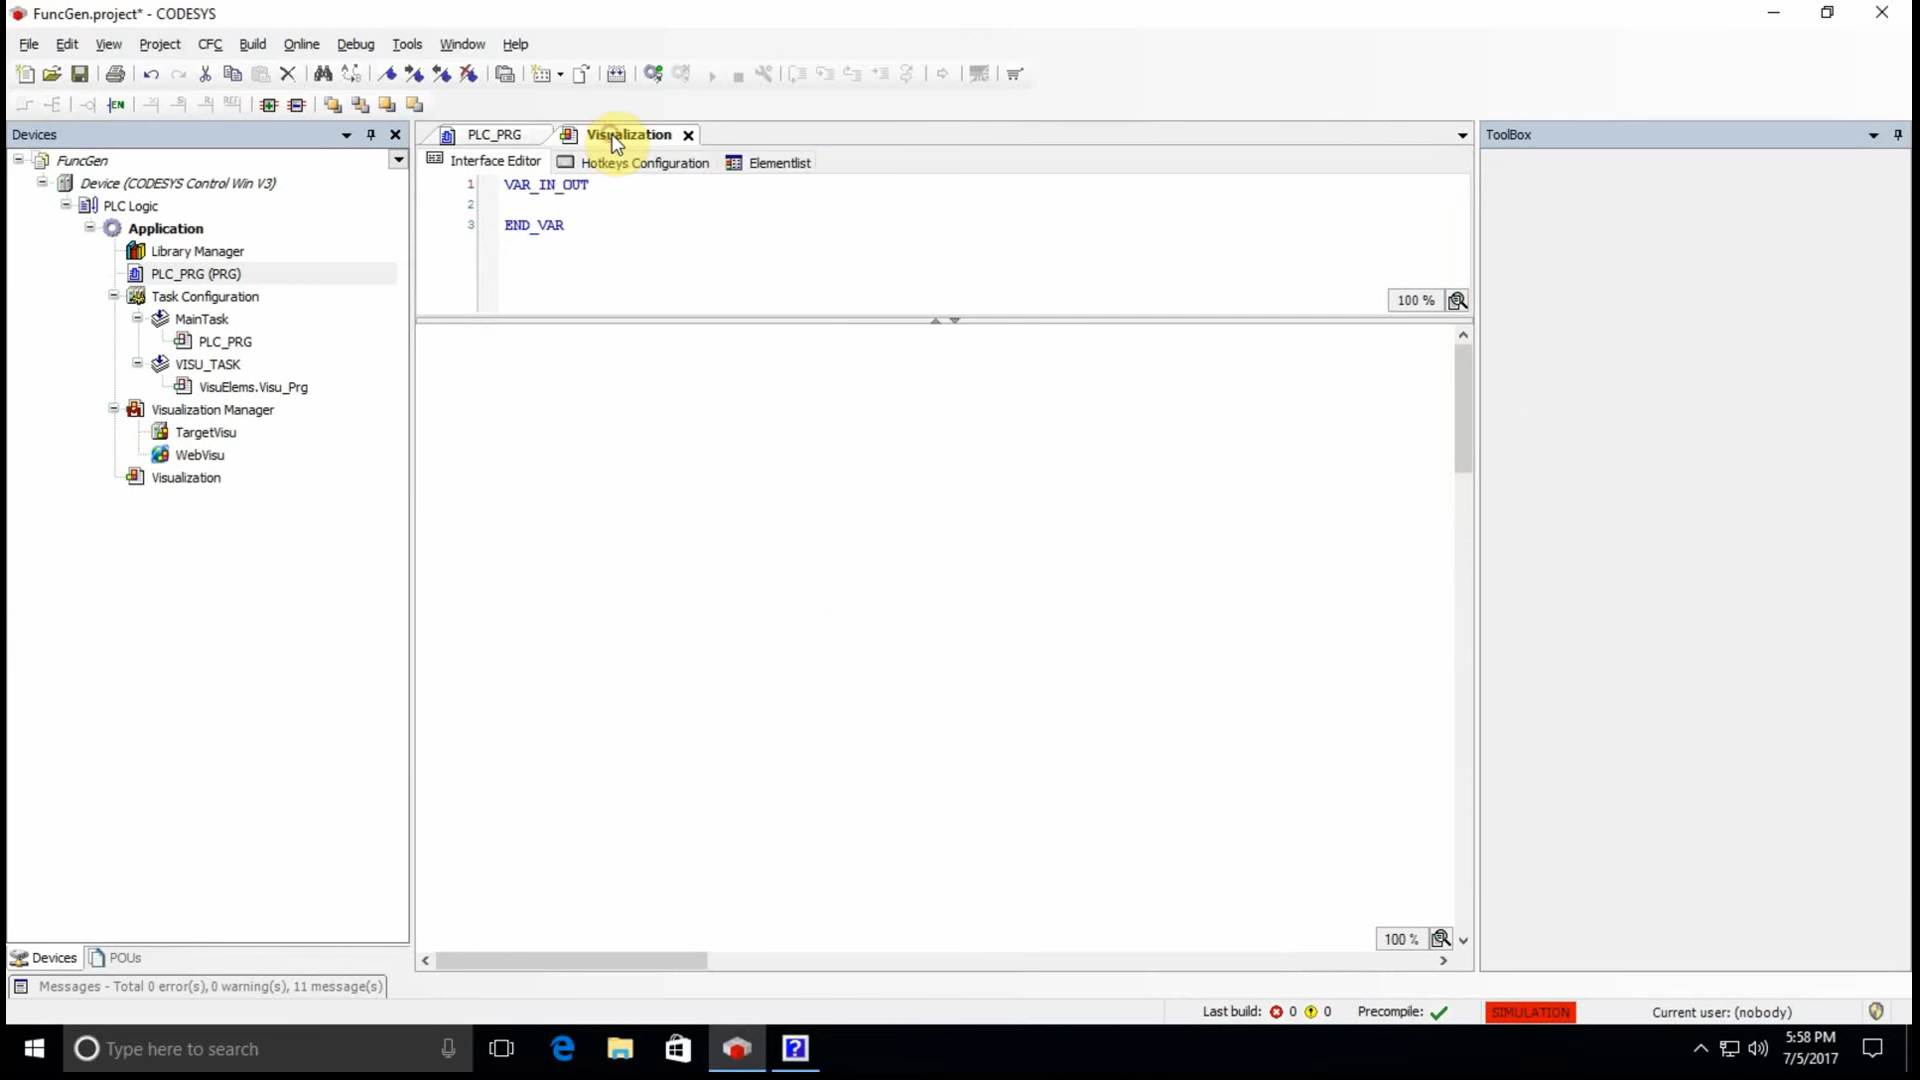 FuncGen.project* - CODESYS
File Edit View Project CFC Build Online Debug Tools Window Help
Devices
FuncGen
Device (CODESYS Control Win V3)
PLC Logic
Application
Library Manager
PLC_PRG (PRG)
Task Configuration
MainTask
PLC_PRG
VISU_TASK
VisuElems.Visu_Prg
Visualization Manager
TargetVisu
WebVisu
Visualization
Devices POUs
PLC_PRG Visualization
Interface Editor Hotkeys Configuration Elementlist
1 VAR_IN_OUT
2
3 END_VAR
100 %
100 %
ToolBox
Messages - Total 0 error(s), 0 warning(s), 11 message(s)
Last build: 0 0 Precompile: SIMULATION Current user: (nobody)
Type here to search
5:58 PM
7/5/2017